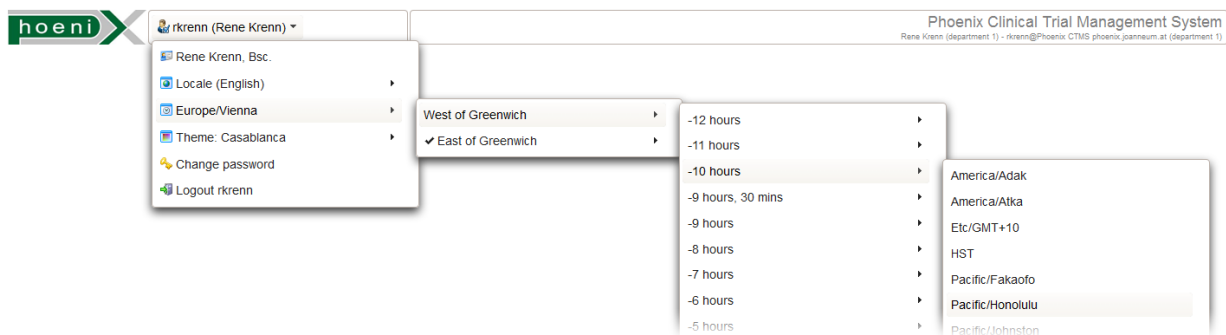 hoeni
rkrenn (Rene Krenn)
Phoenix Clinical Trial Management System
Rene Krenn (department 1) - rkrenn@Phoenix CTMS phoenix.joanneum.at (department 1)
Rene Krenn, Bsc.
Locale (English)
Europe/Vienna
Theme: Casablanca
Change password
Logout rkrenn
West of Greenwich
East of Greenwich
-12 hours
-11 hours
-10 hours
-9 hours, 30 mins
-9 hours
-8 hours
-7 hours
-6 hours
-5 hours
America/Adak
America/Atka
Etc/GMT+10
HST
Pacific/Fakaofo
Pacific/Honolulu
Pacific/Johnston